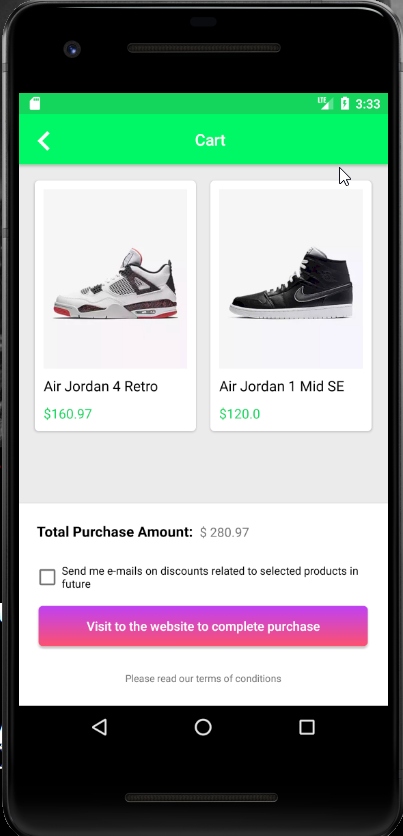 LTE 3:33
Cart
Air Jordan 4 Retro
Air Jordan 1 Mid SE
$160.97
$120.0
Total Purchase Amount: $ 280.97
Send me e-mails on discounts related to selected products in
future
Visit to the website to complete purchase
Please read our terms of conditions